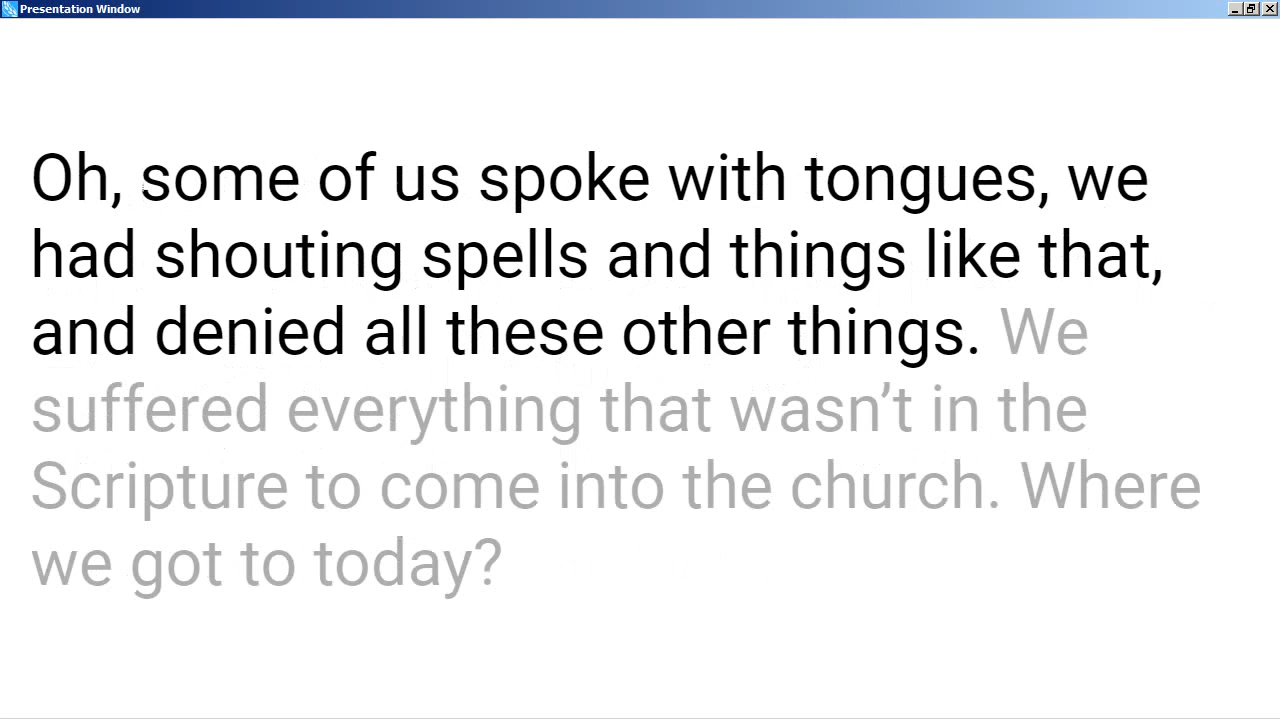 Presentation Window
Oh, some of us spoke with tongues, we
had shouting spells and things like that,
and denied all these other things. We
suffered everything that wasn’t in the
Scripture to come into the church. Where
we got to today?